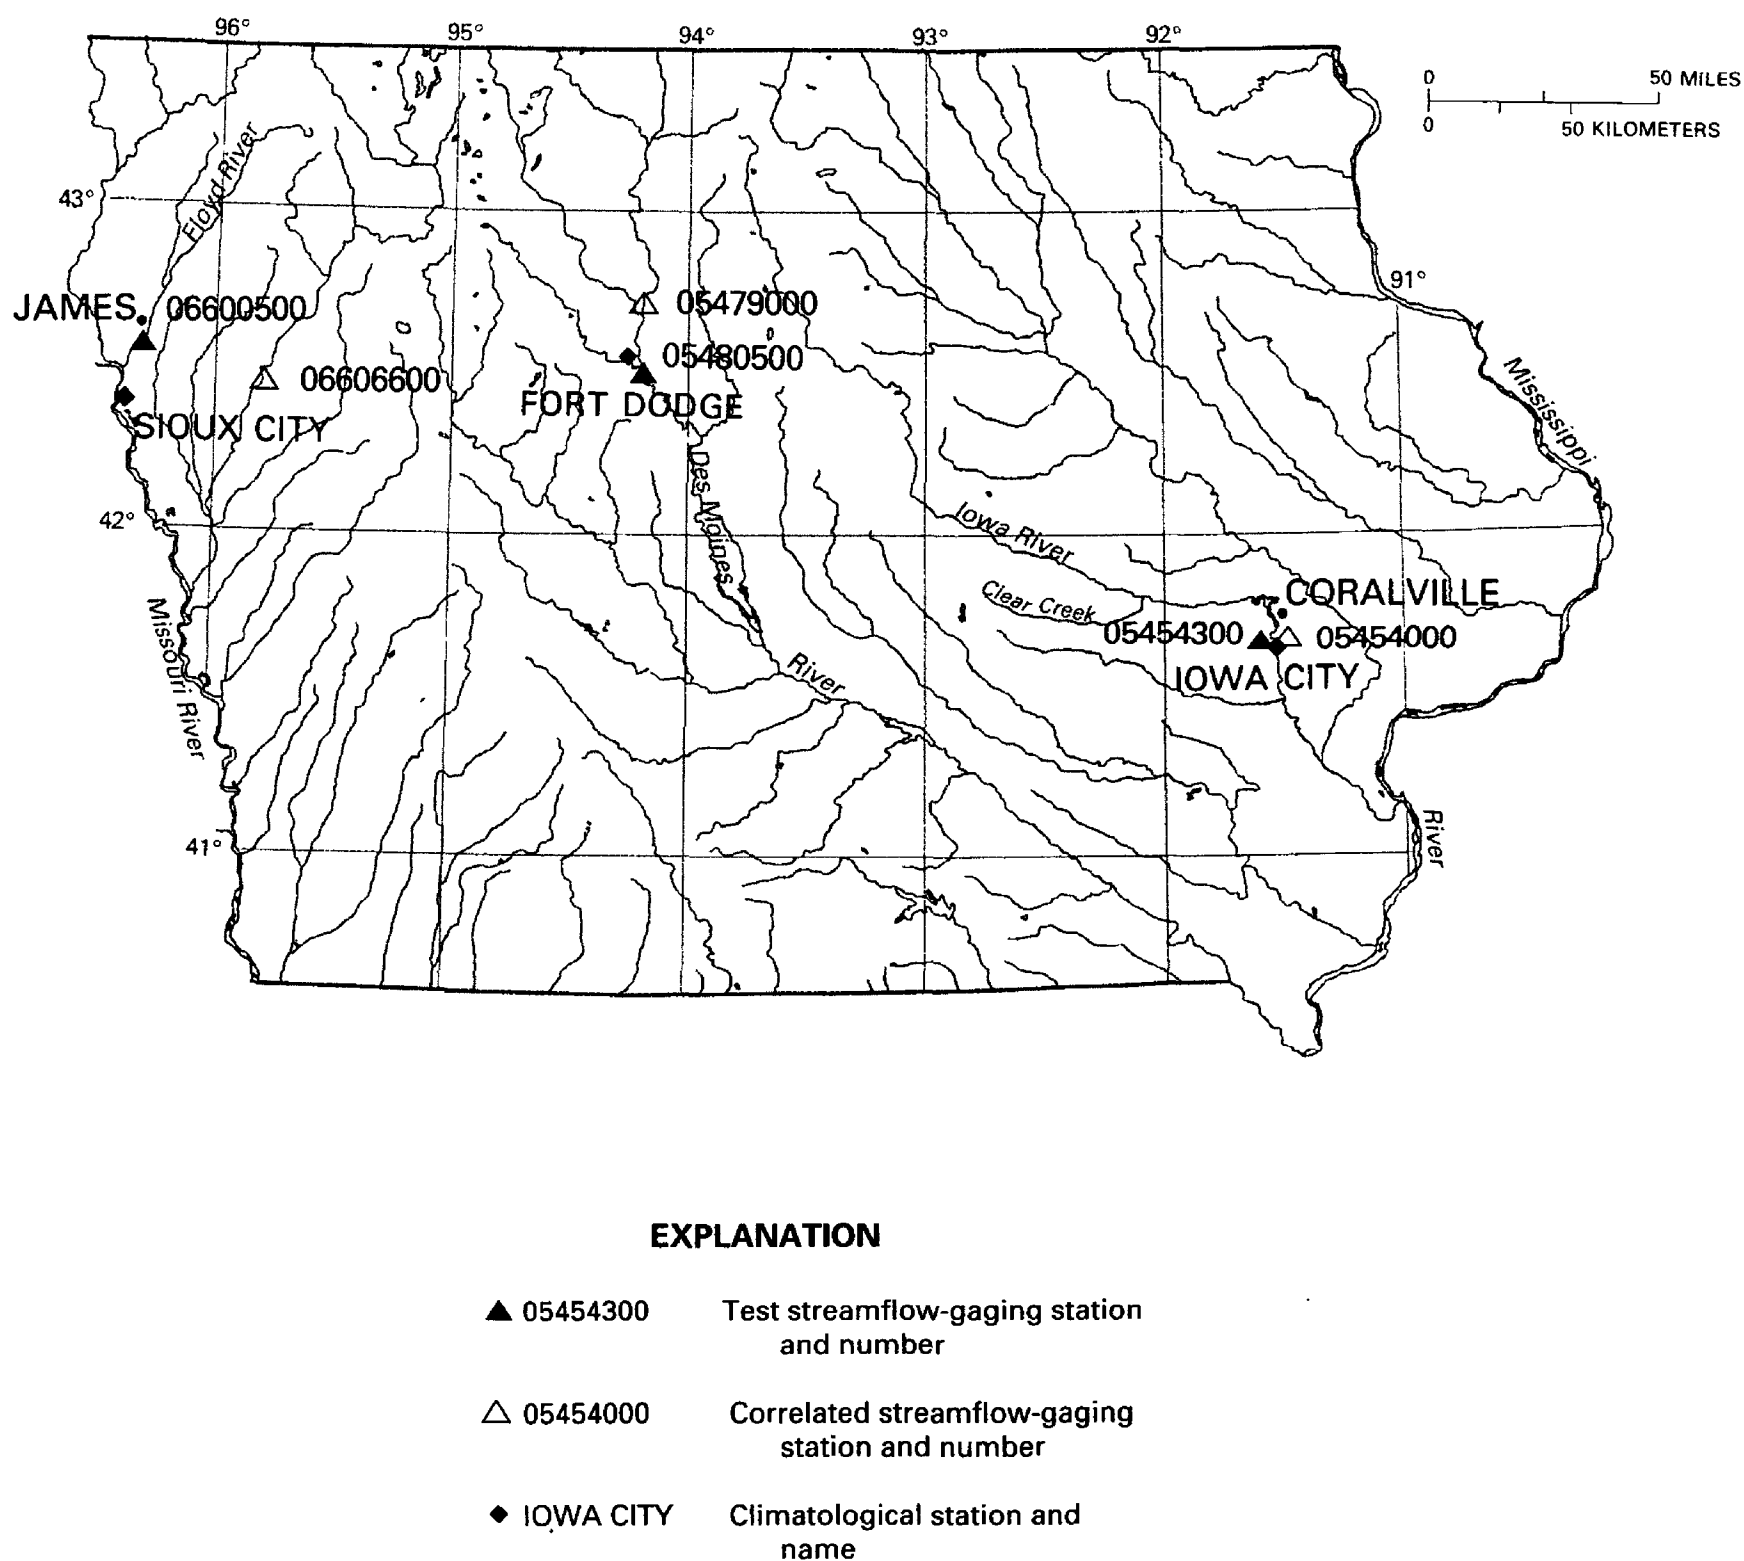 96°
95°
94°
93°
92°
0 50 MILES
0 50 KILOMETERS
Floyd River
43°
91°
JAMES
06600500
05479000
05480500
06606600
FORT DODGE
SIOUX CITY
Mississippi
Des Moines
42°
Iowa River
Clear Creek
CORALVILLE
05454300
05454000
IOWA CITY
Missouri River
River
River
41°
EXPLANATION
05454300 Test streamflow-gaging station
and number
05454000 Correlated streamflow-gaging
station and number
IOWA CITY Climatological station and
name